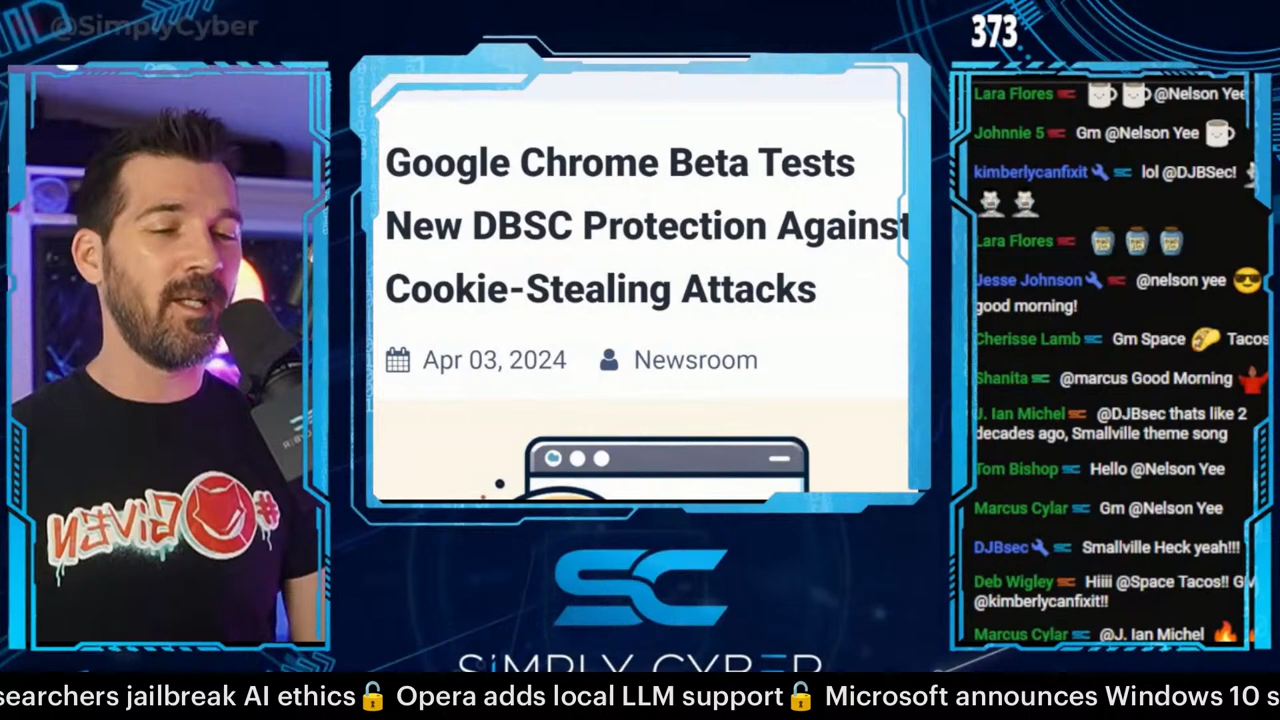 @SimplyCyber
373
Google Chrome Beta Tests
New DBSC Protection Against
Cookie-Stealing Attacks
Apr 03, 2024 Newsroom
SC
SIMPLY CYBER
Lara Flores @Nelson Yee
Johnnie 5 Gm @Nelson Yee
kimberlycanfixit lol @DJBSec!
Lara Flores
Jesse Johnson @nelson yee
good morning!
Cherisse Lamb Gm Space Tacos
Shanita @marcus Good Morning
J. Ian Michel @DJBsec thats like 2
decades ago, Smallville theme song
Tom Bishop Hello @Nelson Yee
Marcus Cylar Gm @Nelson Yee
DJBsec Smallville Heck yeah!!!
Deb Wigley Hiiii @Space Tacos!! GM
@kimberlycanfixit!!
Marcus Cylar @J. Ian Michel
searchers jailbreak AI ethics🔓 Opera adds local LLM support🔓 Microsoft announces Windows 10 s